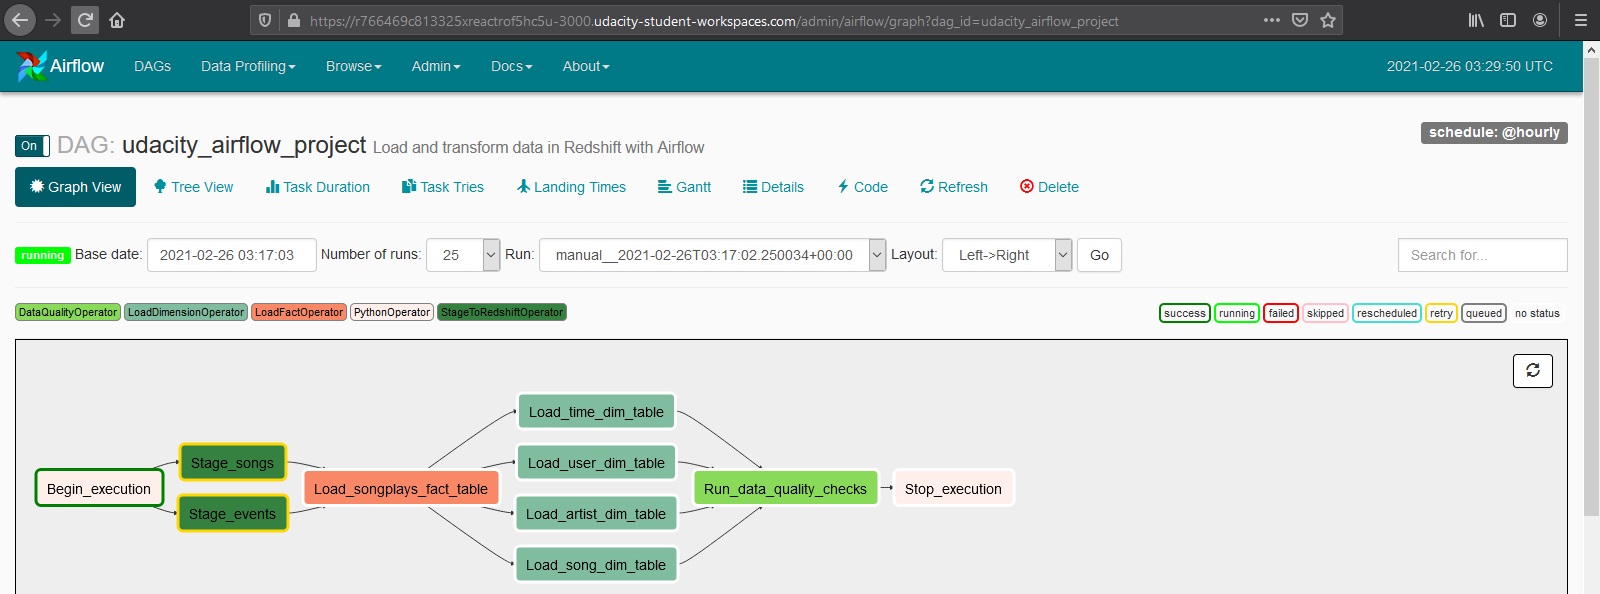 https://r766469c813325xreactrof5hc5u-3000.udacity-student-workspaces.com/admin/airflow/graph?dag_id=udacity_airflow_project
Airflow DAGs Data Profiling Browse Admin Docs About 2021-02-26 03:29:50 UTC
On DAG: udacity_airflow_project Load and transform data in Redshift with Airflow schedule: @hourly
Graph View Tree View Task Duration Task Tries Landing Times Gantt Details Code Refresh Delete
running Base date: 2021-02-26 03:17:03 Number of runs: 25 Run: manual__2021-02-26T03:17:02.250034+00:00 Layout: Left->Right Go Search for...
DataQualityOperator LoadDimensionOperator LoadFactOperator PythonOperator StageToRedshiftOperator success running failed skipped rescheduled retry queued no status
Begin_execution
Stage_songs
Stage_events
Load_songplays_fact_table
Load_time_dim_table
Load_user_dim_table
Load_artist_dim_table
Load_song_dim_table
Run_data_quality_checks
Stop_execution